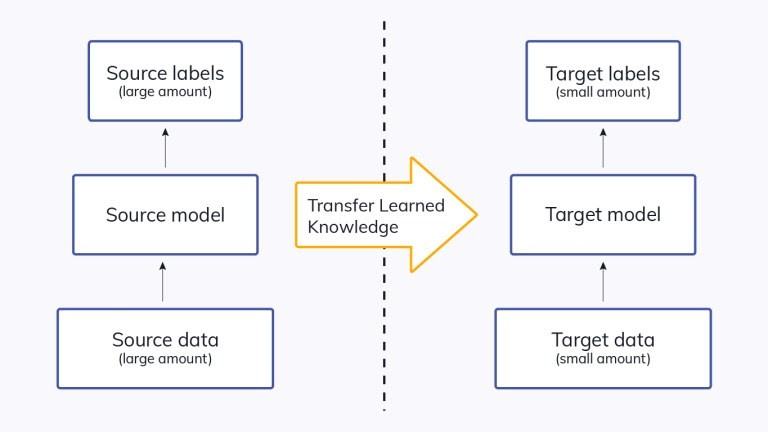 Source labels
(large amount)
Source model
Source data
(large amount)
Transfer Learned
Knowledge
Target labels
(small amount)
Target model
Target data
(small amount)